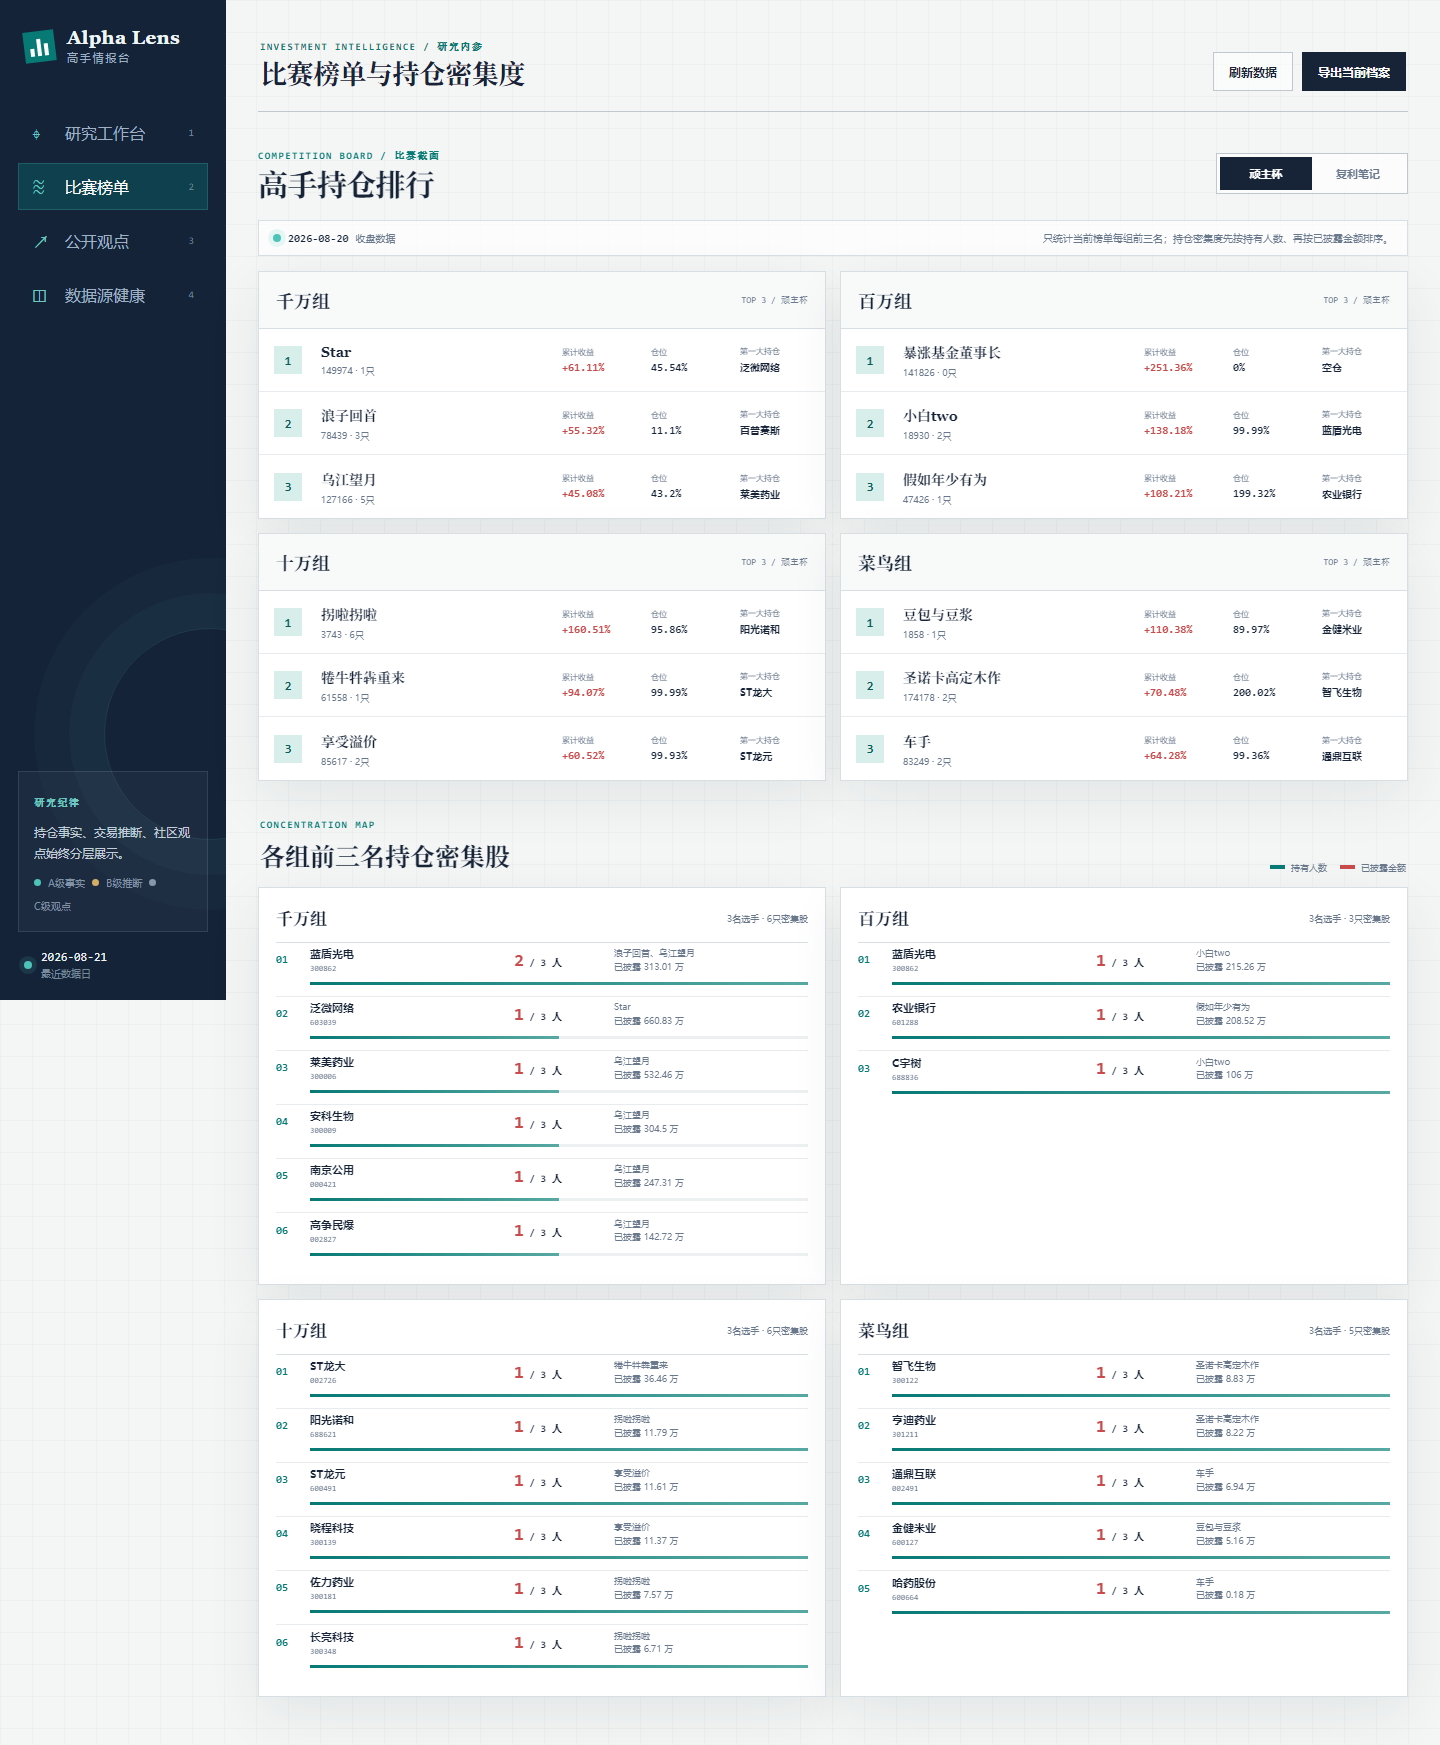 Alpha Lens
高手情报台
研究工作台 1
比赛榜单 2
公开观点 3
数据源健康 4
研究纪律
持仓事实、交易推断、社区观
点始终分层展示。
A级事实 B级推断
C级观点
2026-08-21
最近数据日
INVESTMENT INTELLIGENCE / 研究内参
比赛榜单与持仓密集度
刷新数据 导出当前档案
COMPETITION BOARD / 比赛截面
高手持仓排行
顽主杯 复利笔记
2026-08-20 收盘数据
只统计当前榜单每组前三名；持仓密集度先按持有人数、再按已披露金额排序。
千万组 TOP 3 / 顽主杯
1 Star 累计收益 仓位 第一大持仓
149974 · 1只 +61.11% 45.54% 泛微网络
2 浪子回首 累计收益 仓位 第一大持仓
78439 · 3只 +55.32% 11.1% 百普赛斯
3 乌江望月 累计收益 仓位 第一大持仓
127166 · 5只 +45.08% 43.2% 莱美药业
百万组 TOP 3 / 顽主杯
1 暴涨基金董事长 累计收益 仓位 第一大持仓
141826 · 0只 +251.36% 0% 空仓
2 小白two 累计收益 仓位 第一大持仓
18930 · 2只 +138.18% 99.99% 蓝盾光电
3 假如年少有为 累计收益 仓位 第一大持仓
47426 · 1只 +108.21% 199.32% 农业银行
十万组 TOP 3 / 顽主杯
1 拐啦拐啦 累计收益 仓位 第一大持仓
3743 · 6只 +160.51% 95.86% 阳光诺和
2 犈牛牪犇重来 累计收益 仓位 第一大持仓
61558 · 1只 +94.07% 99.99% ST龙大
3 享受溢价 累计收益 仓位 第一大持仓
85617 · 2只 +60.52% 99.93% ST龙元
菜鸟组 TOP 3 / 顽主杯
1 豆包与豆浆 累计收益 仓位 第一大持仓
1858 · 1只 +110.38% 89.97% 金健米业
2 圣诺卡高定木作 累计收益 仓位 第一大持仓
174178 · 2只 +70.48% 200.02% 智飞生物
3 车手 累计收益 仓位 第一大持仓
83249 · 2只 +64.28% 99.36% 通鼎互联
CONCENTRATION MAP
各组前三名持仓密集股
持有人数 已披露金额
千万组 3名选手 · 6只密集股
01 蓝盾光电 2 / 3 人 浪子回首、乌江望月
300862 已披露 313.01 万
02 泛微网络 1 / 3 人 Star
603039 已披露 660.83 万
03 莱美药业 1 / 3 人 乌江望月
300006 已披露 532.46 万
04 安科生物 1 / 3 人 乌江望月
300009 已披露 304.5 万
05 南京公用 1 / 3 人 乌江望月
000421 已披露 247.31 万
06 高争民爆 1 / 3 人 乌江望月
002827 已披露 142.72 万
百万组 3名选手 · 3只密集股
01 蓝盾光电 1 / 3 人 小白two
300862 已披露 215.26 万
02 农业银行 1 / 3 人 假如年少有为
601288 已披露 208.52 万
03 C宇树 1 / 3 人 小白two
688836 已披露 106 万
十万组 3名选手 · 6只密集股
01 ST龙大 1 / 3 人 犈牛牪犇重来
002726 已披露 36.46 万
02 阳光诺和 1 / 3 人 拐啦拐啦
688621 已披露 11.79 万
03 ST龙元 1 / 3 人 享受溢价
600491 已披露 11.61 万
04 晓程科技 1 / 3 人 享受溢价
300139 已披露 11.37 万
05 佐力药业 1 / 3 人 拐啦拐啦
300181 已披露 7.57 万
06 长亮科技 1 / 3 人 拐啦拐啦
300348 已披露 6.71 万
菜鸟组 3名选手 · 5只密集股
01 智飞生物 1 / 3 人 圣诺卡高定木作
300122 已披露 8.83 万
02 亨迪药业 1 / 3 人 圣诺卡高定木作
301211 已披露 8.22 万
03 通鼎互联 1 / 3 人 车手
002491 已披露 6.94 万
04 金健米业 1 / 3 人 豆包与豆浆
600127 已披露 5.16 万
05 哈药股份 1 / 3 人 车手
600664 已披露 0.18 万